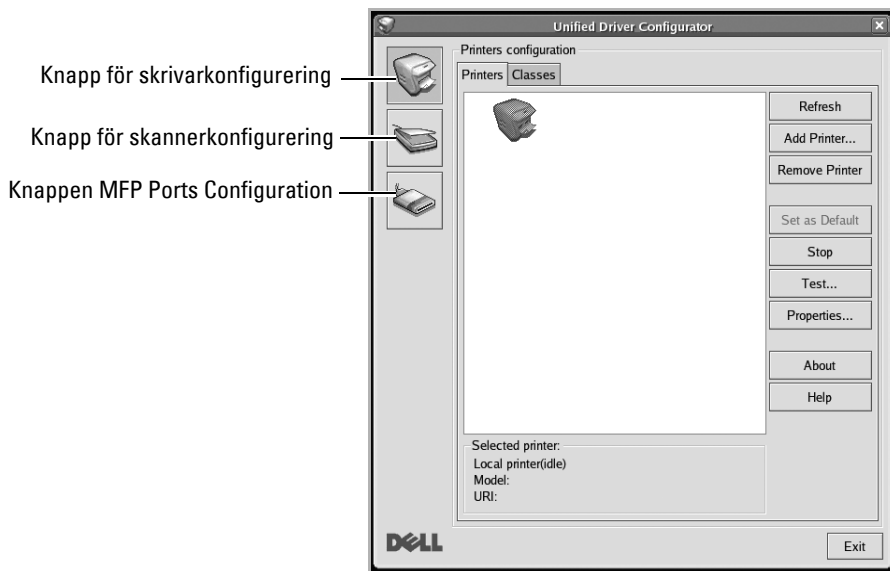 Unified Driver Configurator
Knapp för skrivarkonfigurering
Knapp för skannerkonfigurering
Knappen MFP Ports Configuration
Printers configuration
Printers Classes
Refresh
Add Printer...
Remove Printer
Set as Default
Stop
Test...
Properties...
About
Help
Selected printer:
Local printer(idle)
Model:
URI:
DELL
Exit